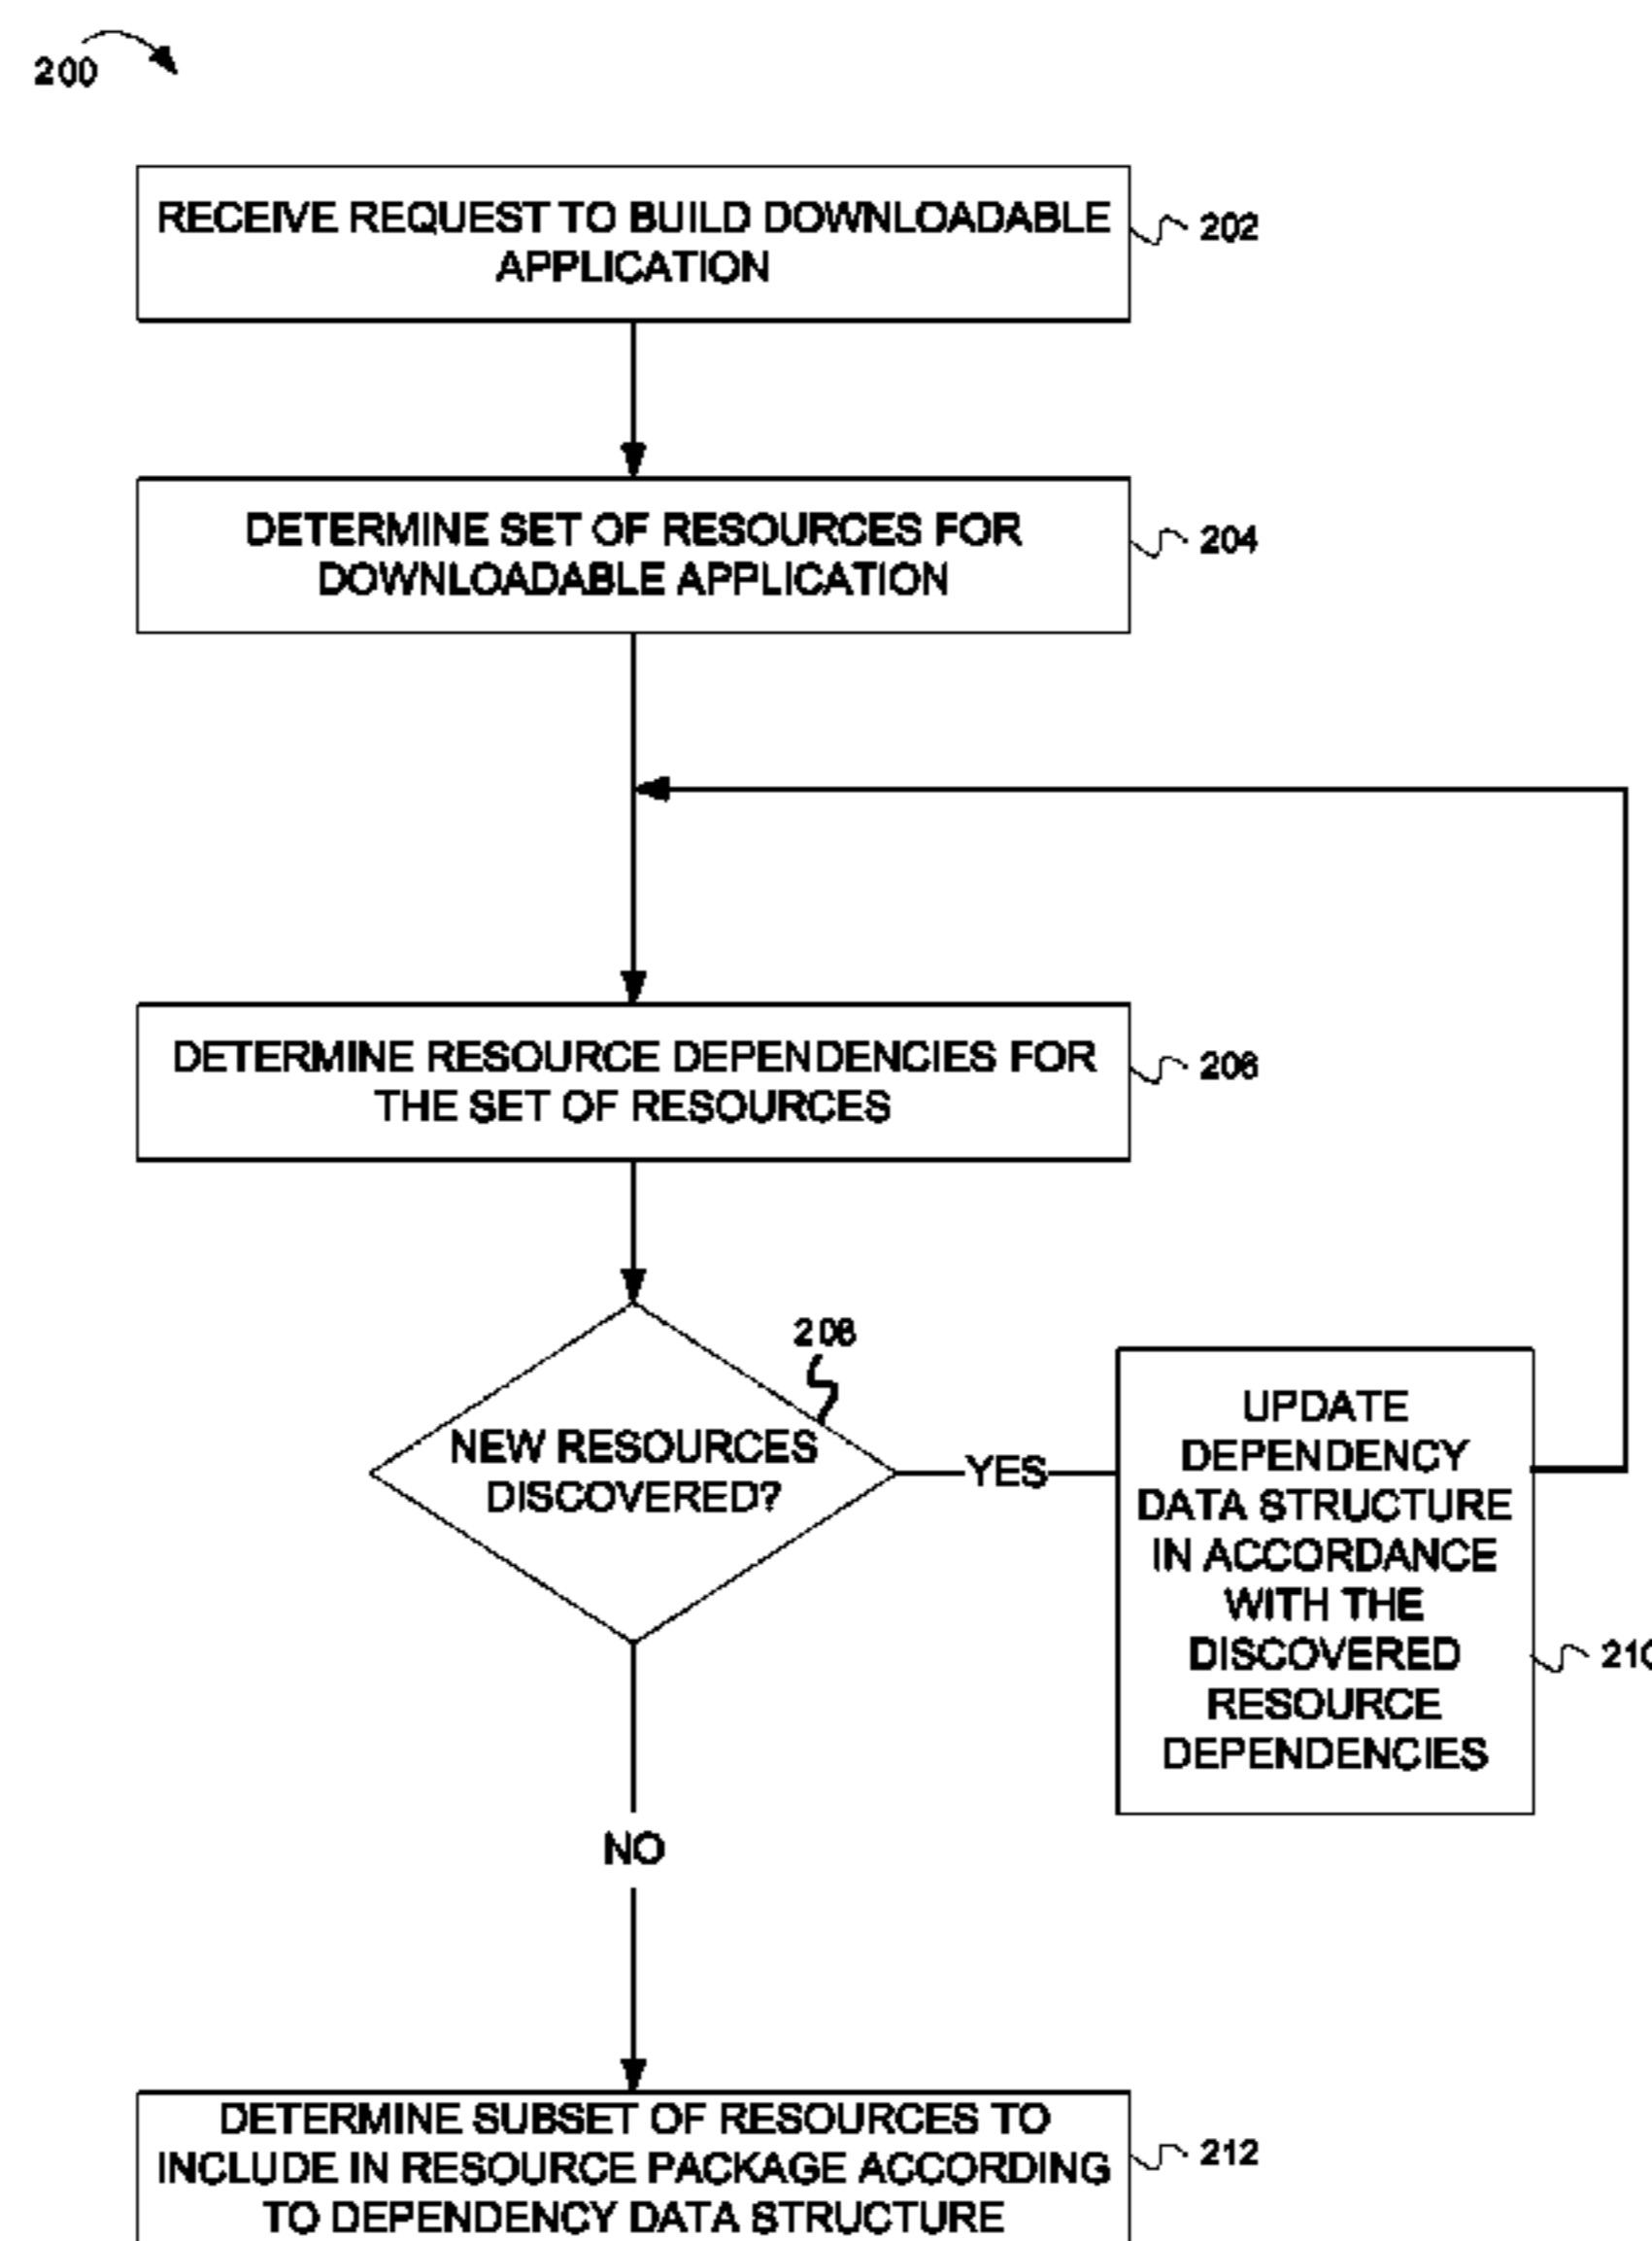 200
RECEIVE REQUEST TO BUILD DOWNLOADABLE
APPLICATION
202
DETERMINE SET OF RESOURCES FOR
DOWNLOADABLE APPLICATION
204
DETERMINE RESOURCE DEPENDENCIES FOR
THE SET OF RESOURCES
206
208
NEW RESOURCES
DISCOVERED?
YES
UPDATE
DEPENDENCY
DATA STRUCTURE
IN ACCORDANCE
WITH THE
DISCOVERED
RESOURCE
DEPENDENCIES
210
NO
DETERMINE SUBSET OF RESOURCES TO
INCLUDE IN RESOURCE PACKAGE ACCORDING
TO DEPENDENCY DATA STRUCTURE
212